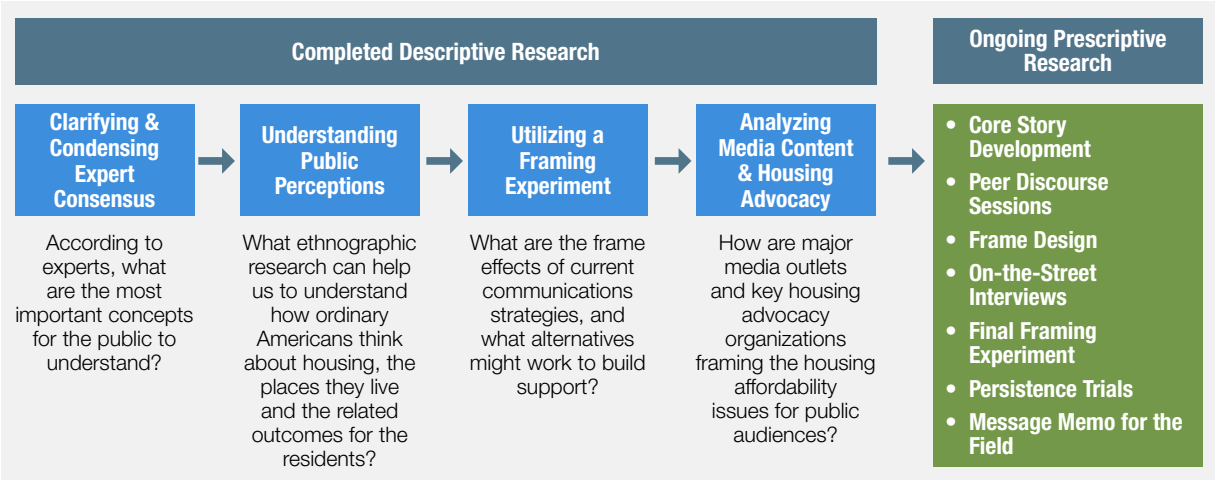 Completed Descriptive Research
Ongoing Prescriptive
Research
Clarifying &
Condensing
Expert
Consensus
According to
experts, what
are the most
important concepts
for the public to
understand?
Understanding
Public
Perceptions
What ethnographic
research can help
us to understand
how ordinary
Americans think
about housing, the
places they live
and the related
outcomes for the
residents?
Utilizing a
Framing
Experiment
What are the frame
effects of current
communications
strategies, and
what alternatives
might work to build
support?
Analyzing
Media Content
& Housing
Advocacy
How are major
media outlets
and key housing
advocacy
organizations
framing the housing
affordability
issues for public
audiences?
• Core Story
Development
• Peer Discourse
Sessions
• Frame Design
• On-the-Street
Interviews
• Final Framing
Experiment
• Persistence Trials
• Message Memo for the
Field